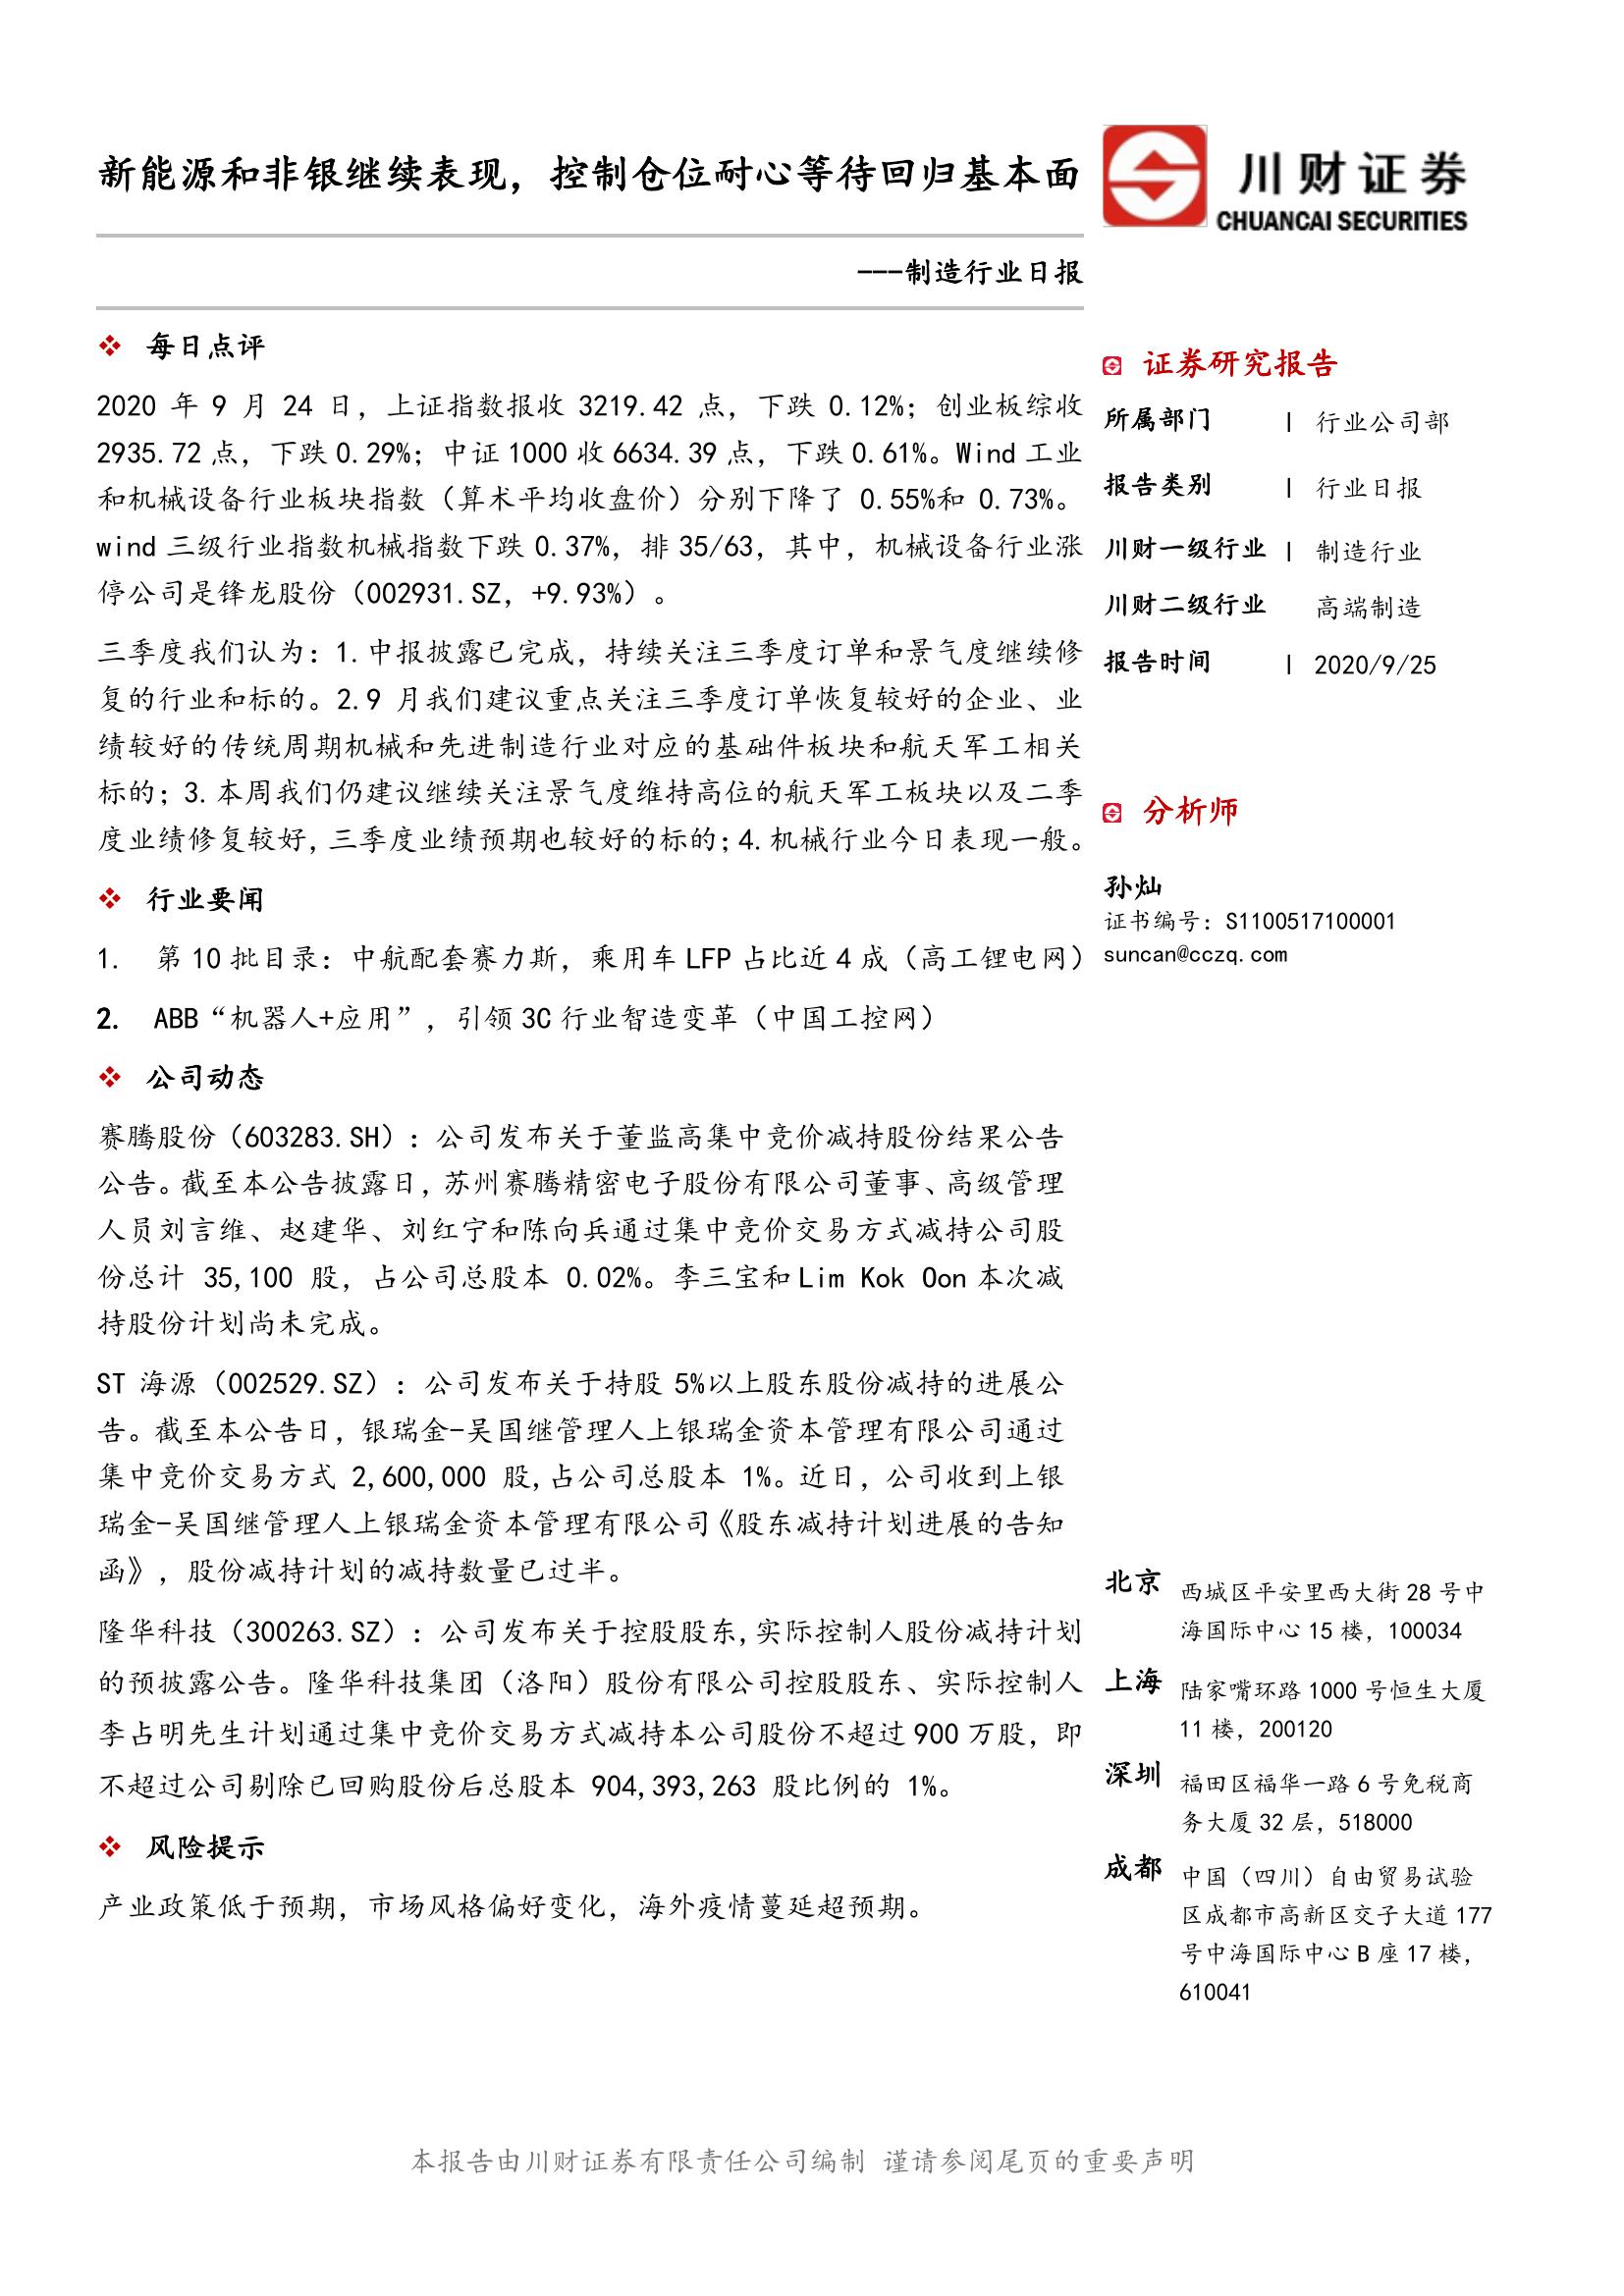 新能源和非银继续表现，控制仓位耐心等待回归基本面
川财证券
CHUANCAI SECURITIES
---制造行业日报
每日点评
2020 年 9 月 24 日，上证指数报收 3219.42 点，下跌 0.12%；创业板综收
2935.72 点，下跌 0.29%；中证 1000 收 6634.39 点，下跌 0.61%。Wind 工业
和机械设备行业板块指数（算术平均收盘价）分别下降了 0.55%和 0.73%。
wind 三级行业指数机械指数下跌 0.37%，排 35/63，其中，机械设备行业涨
停公司是锋龙股份（002931.SZ，+9.93%）。
三季度我们认为：1.中报披露已完成，持续关注三季度订单和景气度继续修
复的行业和标的。2.9 月我们建议重点关注三季度订单恢复较好的企业、业
绩较好的传统周期机械和先进制造行业对应的基础件板块和航天军工相关
标的；3.本周我们仍建议继续关注景气度维持高位的航天军工板块以及二季
度业绩修复较好，三季度业绩预期也较好的标的；4.机械行业今日表现一般。
行业要闻
1. 第 10 批目录：中航配套赛力斯，乘用车 LFP 占比近 4 成（高工锂电网）
2. ABB“机器人+应用”，引领 3C 行业智造变革（中国工控网）
公司动态
赛腾股份（603283.SH）：公司发布关于董监高集中竞价减持股份结果公告
公告。截至本公告披露日，苏州赛腾精密电子股份有限公司董事、高级管理
人员刘言维、赵建华、刘红宁和陈向兵通过集中竞价交易方式减持公司股
份总计 35,100 股，占公司总股本 0.02%。李三宝和 Lim Kok Oon 本次减
持股份计划尚未完成。
ST 海源（002529.SZ）：公司发布关于持股 5%以上股东股份减持的进展公
告。截至本公告日，银瑞金-吴国继管理人上银瑞金资本管理有限公司通过
集中竞价交易方式 2,600,000 股,占公司总股本 1%。近日，公司收到上银
瑞金-吴国继管理人上银瑞金资本管理有限公司《股东减持计划进展的告知
函》，股份减持计划的减持数量已过半。
隆华科技（300263.SZ）：公司发布关于控股股东,实际控制人股份减持计划
的预披露公告。隆华科技集团（洛阳）股份有限公司控股股东、实际控制人
李占明先生计划通过集中竞价交易方式减持本公司股份不超过 900 万股，即
不超过公司剔除已回购股份后总股本 904,393,263 股比例的 1%。
风险提示
产业政策低于预期，市场风格偏好变化，海外疫情蔓延超预期。
证券研究报告
所属部门 | 行业公司部
报告类别 | 行业日报
川财一级行业 | 制造行业
川财二级行业 高端制造
报告时间 | 2020/9/25
分析师
孙灿
证书编号：S1100517100001
suncan@cczq.com
北京 西城区平安里西大街 28 号中
海国际中心 15 楼，100034
上海 陆家嘴环路 1000 号恒生大厦
11 楼，200120
深圳 福田区福华一路 6 号免税商
务大厦 32 层，518000
成都 中国（四川）自由贸易试验
区成都市高新区交子大道 177
号中海国际中心 B 座 17 楼，
610041
本报告由川财证券有限责任公司编制 谨请参阅尾页的重要声明